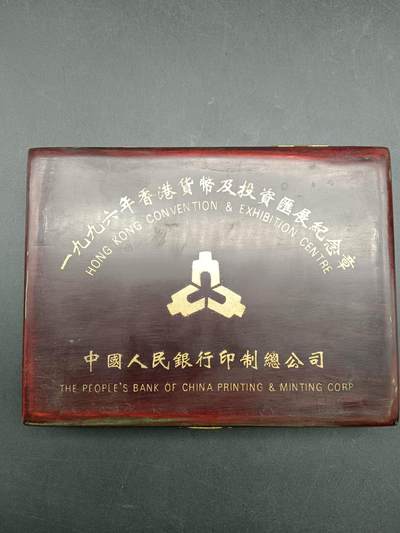 一九九六年香港貨幣及投資匯展紀念章
HONG KONG CONVENTION & EXHIBITION CENTRE
中國人民銀行印制總公司
THE PEOPLE'S BANK OF CHINA PRINTING & MINTING CORP